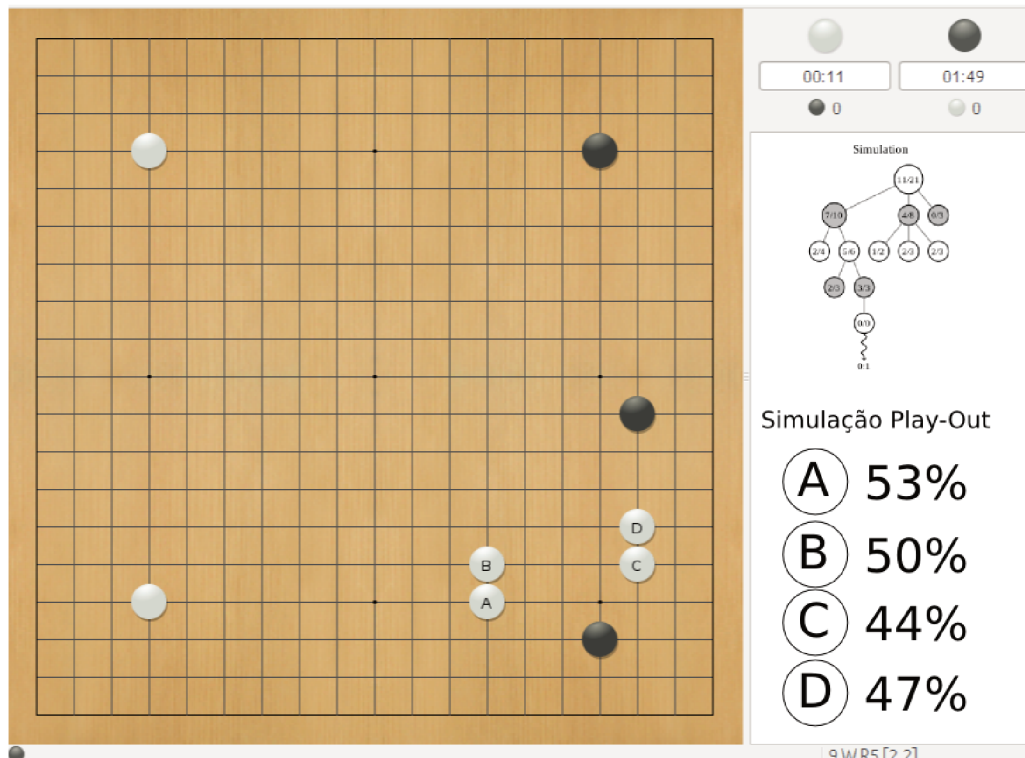 00:11
01:49
0
0
Simulation
11/21
7/10
4/8
0/3
2/4
5/6
1/2
2/3
2/3
2/3
3/3
0/0
0:1
Simulação Play-Out
A 53%
B 50%
C 44%
D 47%
D
B
C
A